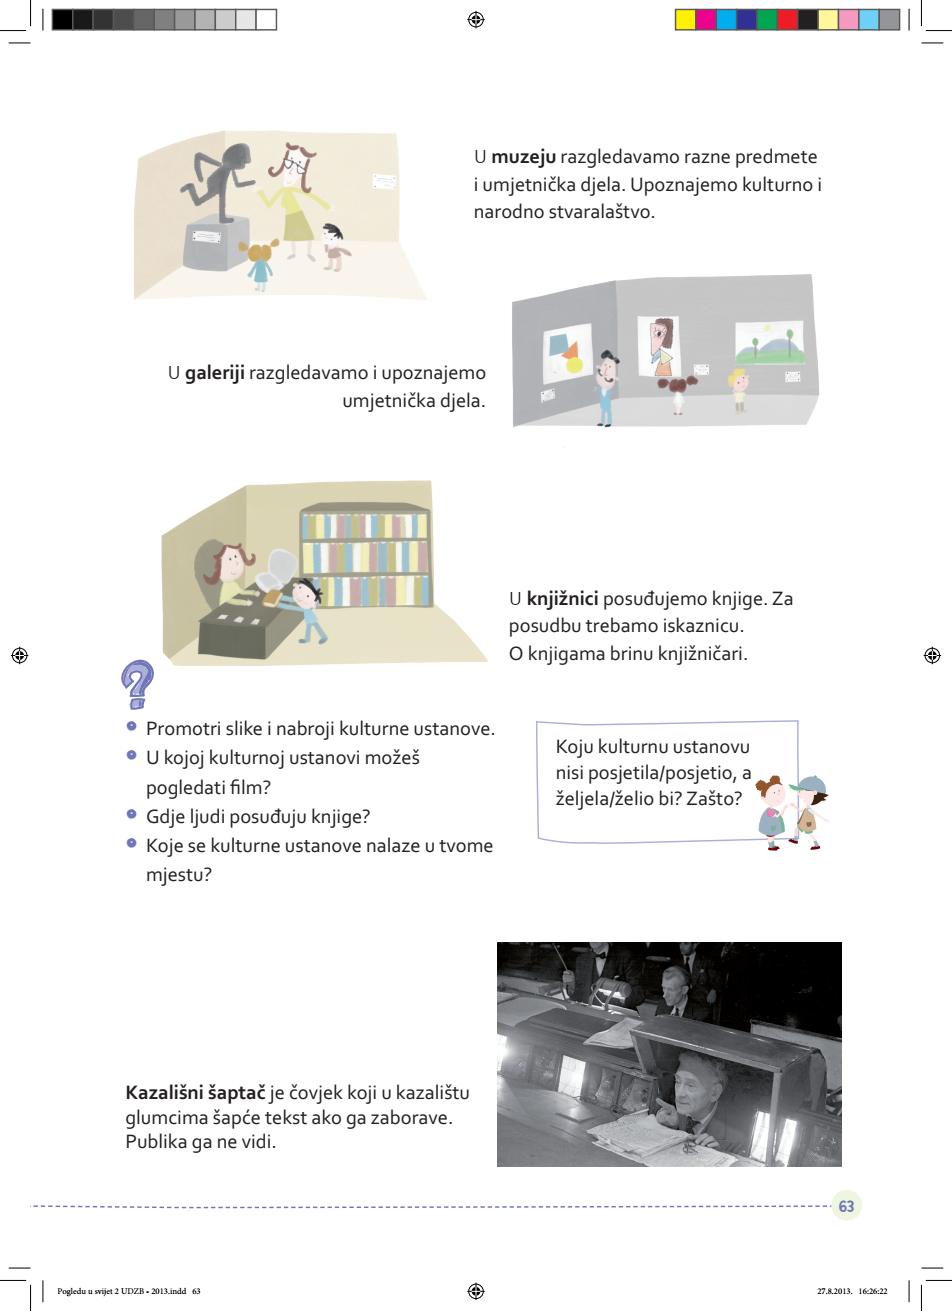 U muzeju razgledavamo razne predmete
i umjetnička djela. Upoznajemo kulturno i
narodno stvaralaštvo.
U galeriji razgledavamo i upoznajemo
umjetnička djela.
U knjižnici posuđujemo knjige. Za
posudbu trebamo iskaznicu.
O knjigama brinu knjižničari.
• Promotri slike i nabroji kulturne ustanove.
• U kojoj kulturnoj ustanovi možeš
pogledati film?
• Gdje ljudi posuđuju knjige?
• Koje se kulturne ustanove nalaze u tvome
mjestu?
Koju kulturnu ustanovu
nisi posjetila/posjetio, a
željela/želio bi? Zašto?
Kazališni šaptač je čovjek koji u kazalištu
glumcima šapće tekst ako ga zaborave.
Publika ga ne vidi.
63
Pogledu u svijet 2 UDZB • 2013.indd 63
27.8.2013. 16:26:22